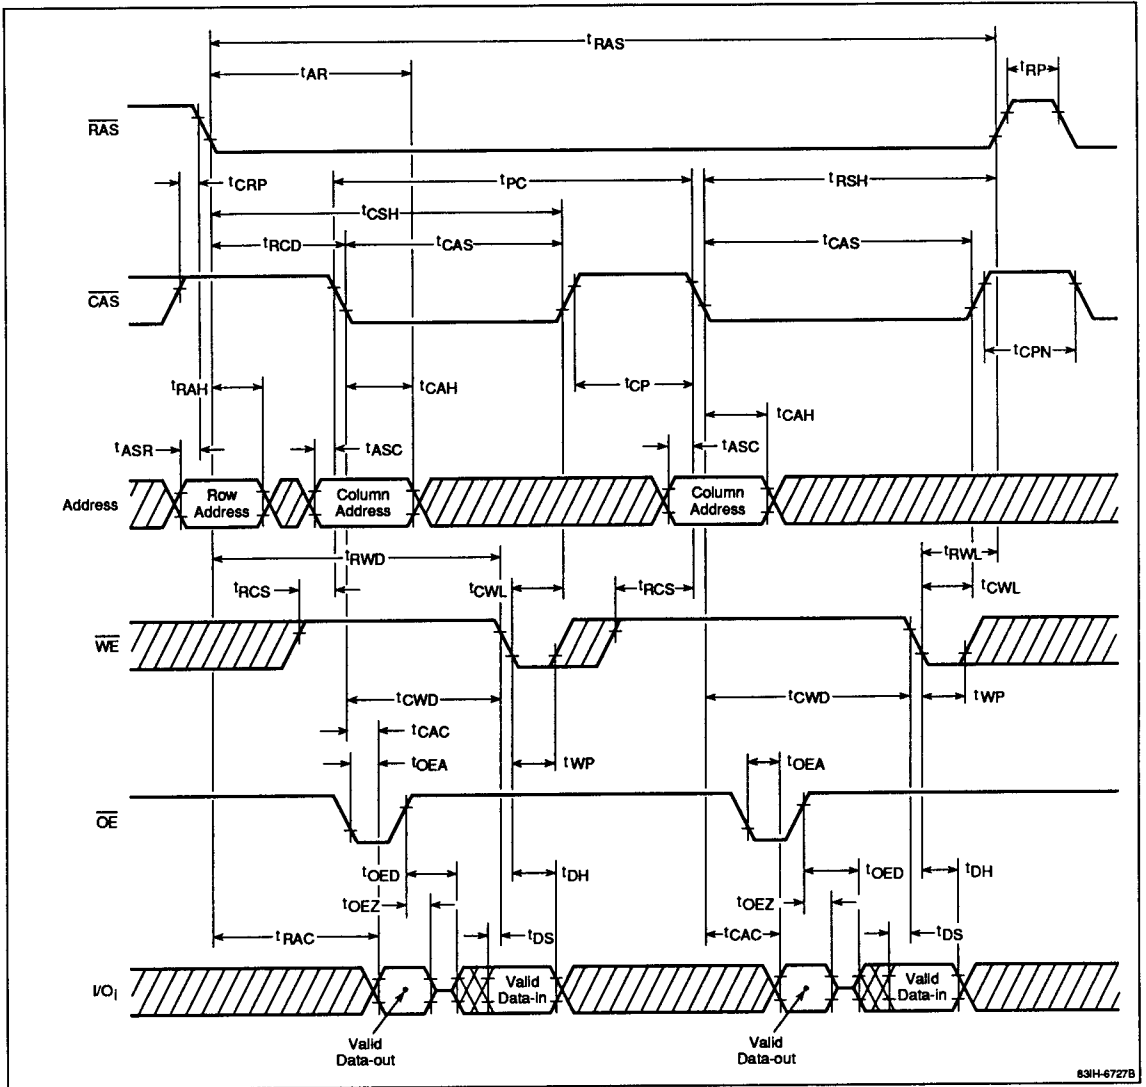 tRAS
tAR
tRP
RAS
tCRP
tPC
tRSH
tCSH
tRCD
tCAS
tCAS
CAS
tCPN
tRAH
tCAH
tCP
tCAH
tASR
tASC
tASC
Address
Row Address
Column Address
Column Address
tRWD
tRWL
tRCS
tCWL
tRCS
tCWL
WE
tCWD
tCWD
tWP
tCAC
tOEA
tWP
tOEA
OE
tOED
tDH
tOED
tDH
tOEZ
tOEZ
tRAC
tDS
tCAC
tDS
I/Oi
Valid Data-in
Valid Data-in
Valid Data-out
Valid Data-out
83IH-6727B